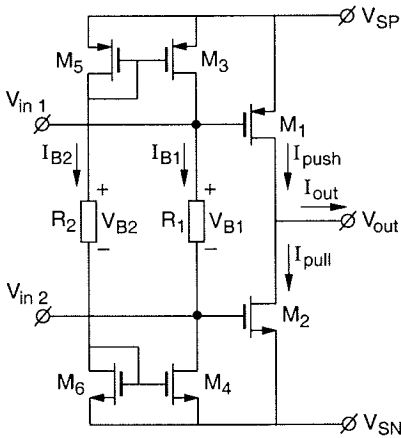 V_SP
M_5
M_3
V_in 1
M_1
I_B2
I_B1
I_push
I_out
+
+
R_2
V_B2
R_1
V_B1
V_out
−
−
I_pull
V_in 2
M_2
M_6
M_4
V_SN